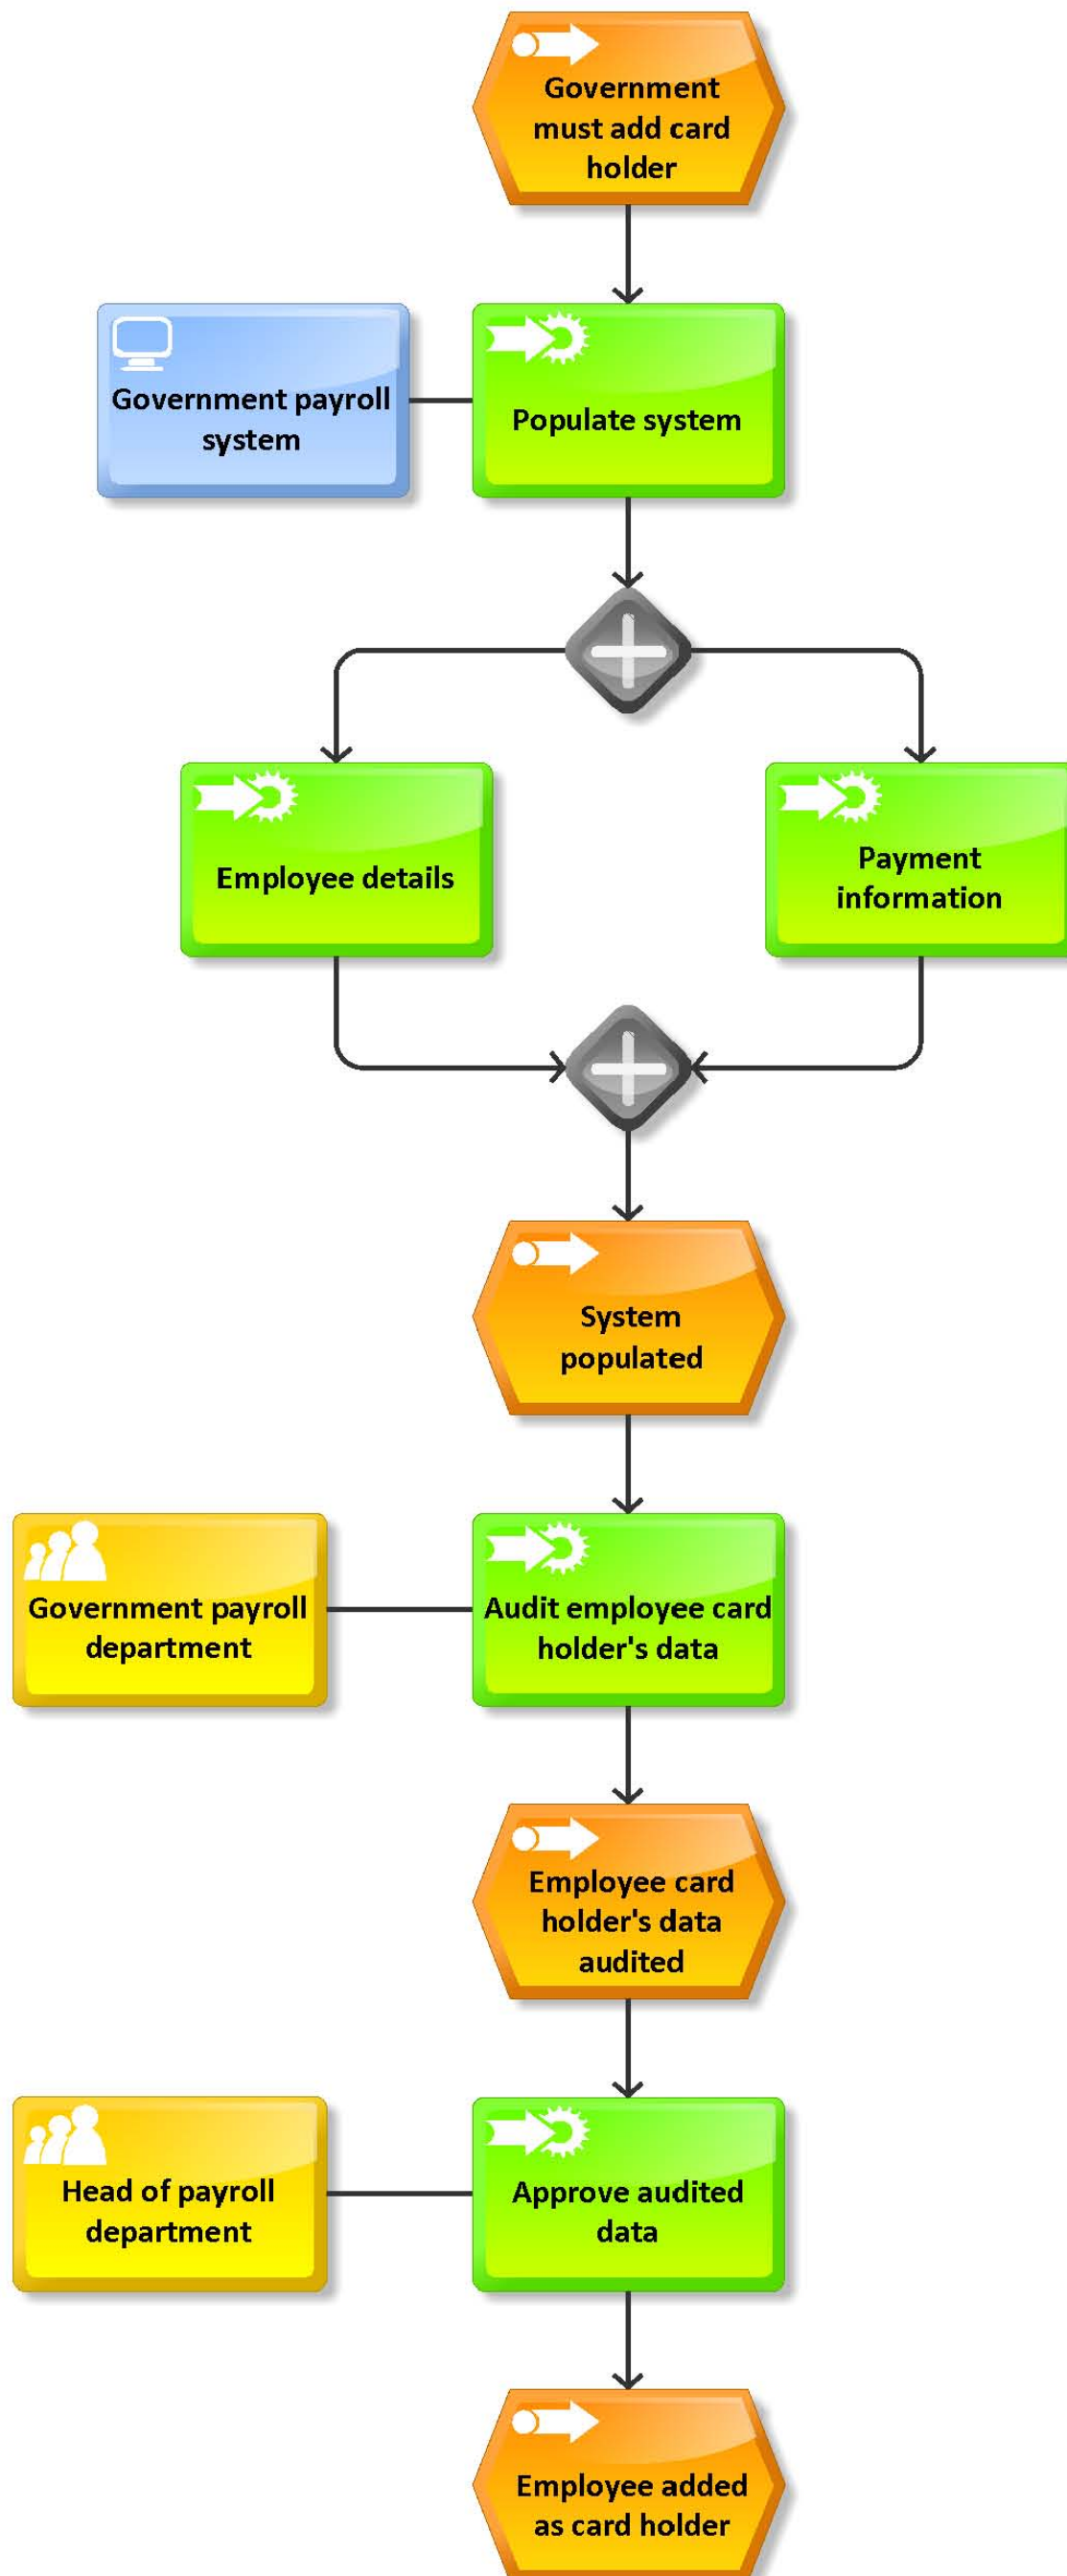 Government
must add card
holder
Government payroll
system
Populate system
Employee details
Payment
information
System
populated
Government payroll
department
Audit employee card
holder's data
Employee card
holder's data
audited
Head of payroll
department
Approve audited
data
Employee added
as card holder